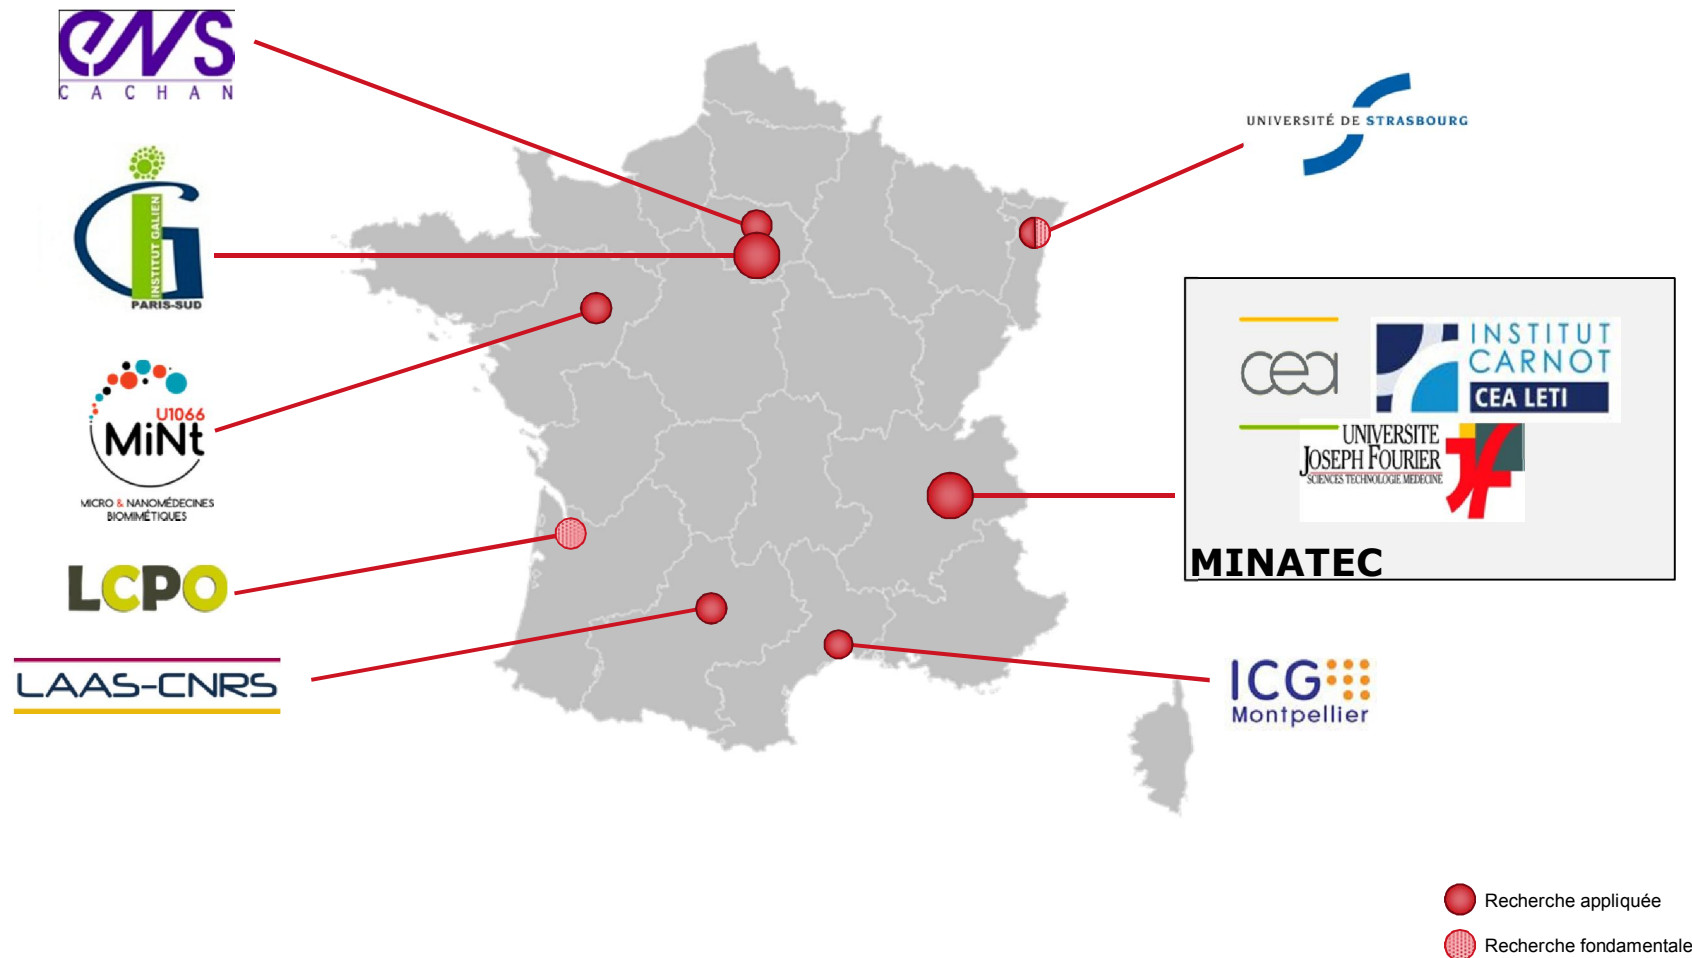 ens
CACHAN
INSTITUT GALIEN
PARIS-SUD
U1066
MiNt
MICRO & NANOMÉDECINES
BIOMIMÉTIQUES
LCPO
LAAS-CNRS
UNIVERSITÉ DE STRASBOURG
cea
INSTITUT
CARNOT
CEA LETI
UNIVERSITE
JOSEPH FOURIER
SCIENCES TECHNOLOGIE MEDECINE
MINATEC
ICG
Montpellier
Recherche appliquée
Recherche fondamentale